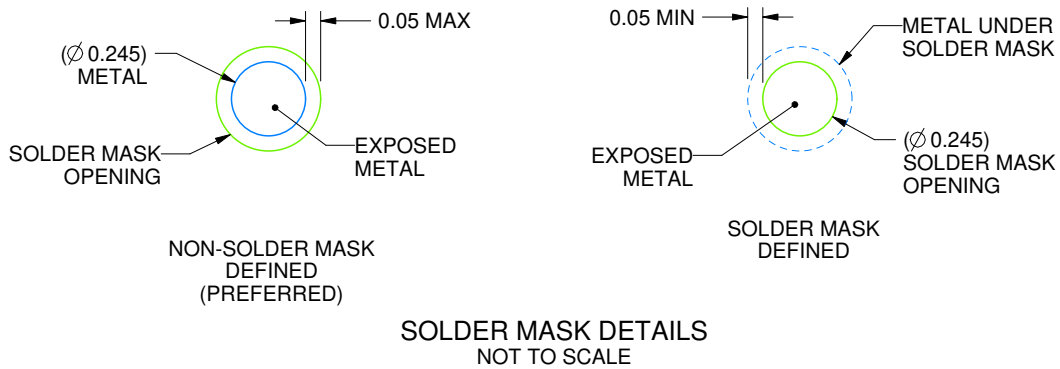 0.05 MAX
(∅ 0.245)
METAL
SOLDER MASK
OPENING
EXPOSED
METAL
NON-SOLDER MASK
DEFINED
(PREFERRED)
0.05 MIN
METAL UNDER
SOLDER MASK
EXPOSED
METAL
(∅ 0.245)
SOLDER MASK
OPENING
SOLDER MASK
DEFINED
SOLDER MASK DETAILS
NOT TO SCALE